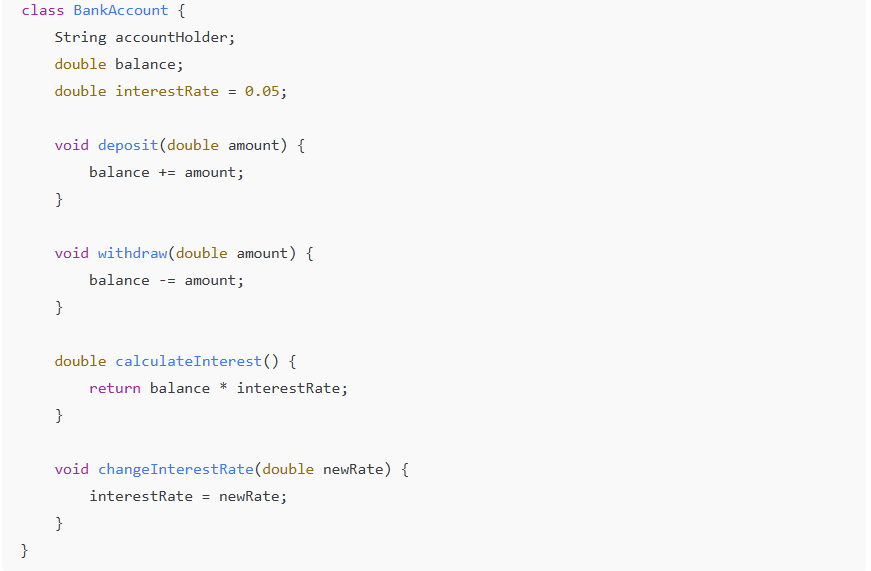 class BankAccount {
    String accountHolder;
    double balance;
    double interestRate = 0.05;

    void deposit(double amount) {
        balance += amount;
    }

    void withdraw(double amount) {
        balance -= amount;
    }

    double calculateInterest() {
        return balance * interestRate;
    }

    void changeInterestRate(double newRate) {
        interestRate = newRate;
    }
}